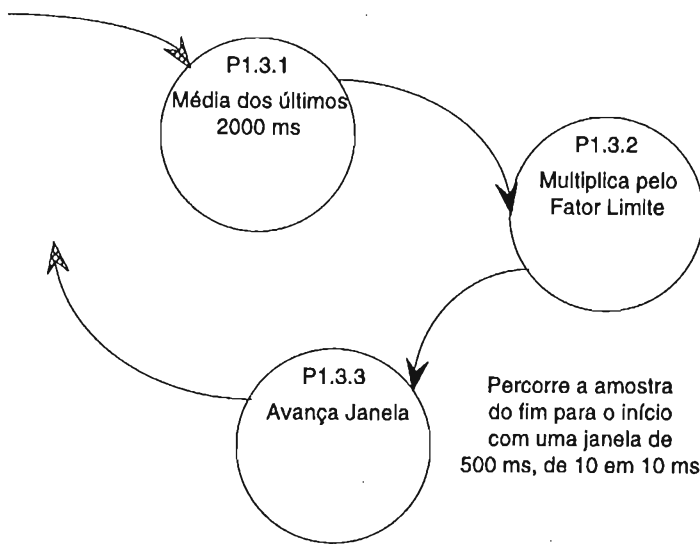 P1.3.1
Média dos últimos
2000 ms
P1.3.2
Multiplica pelo
Fator Limite
P1.3.3
Avança Janela
Percorre a amostra
do fim para o início
com uma janela de
500 ms, de 10 em 10 ms